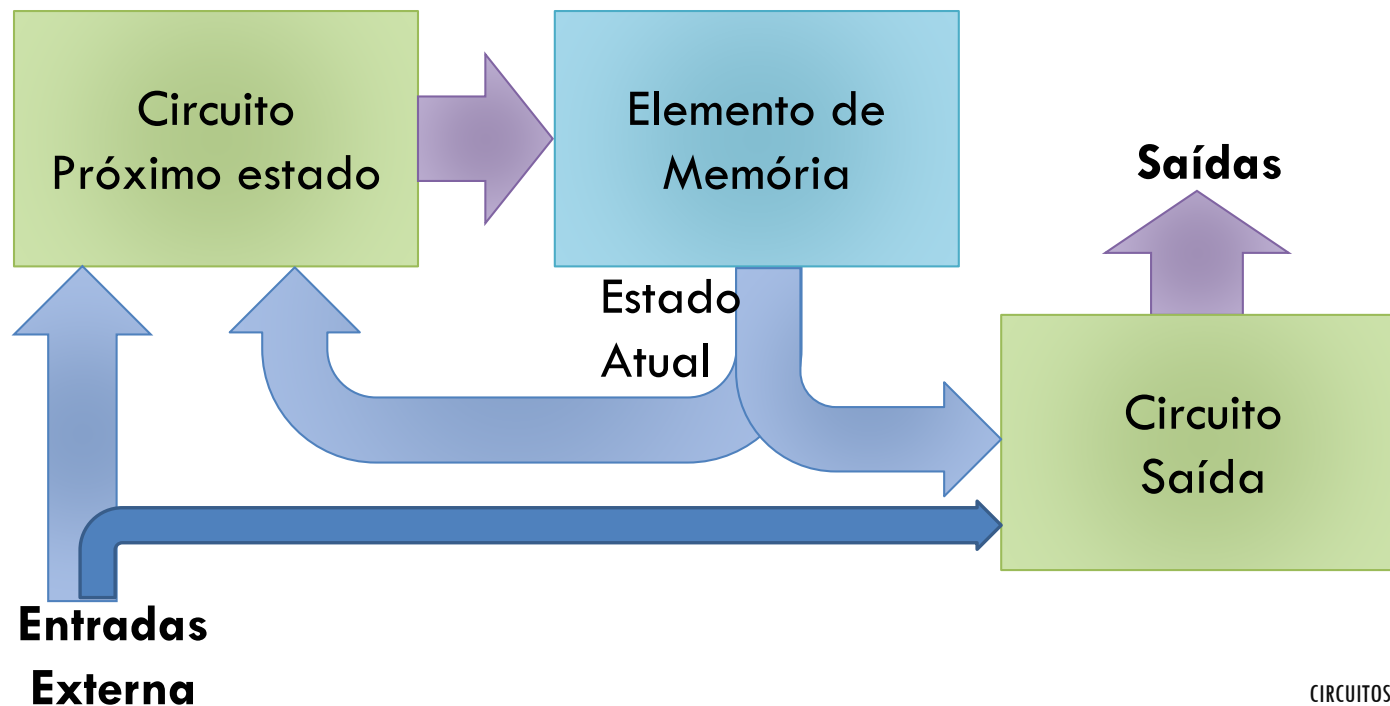 Circuito
Próximo estado
Elemento de
Memória
Saídas
Estado
Atual
Circuito
Saída
Entradas
Externa
CIRCUITOS